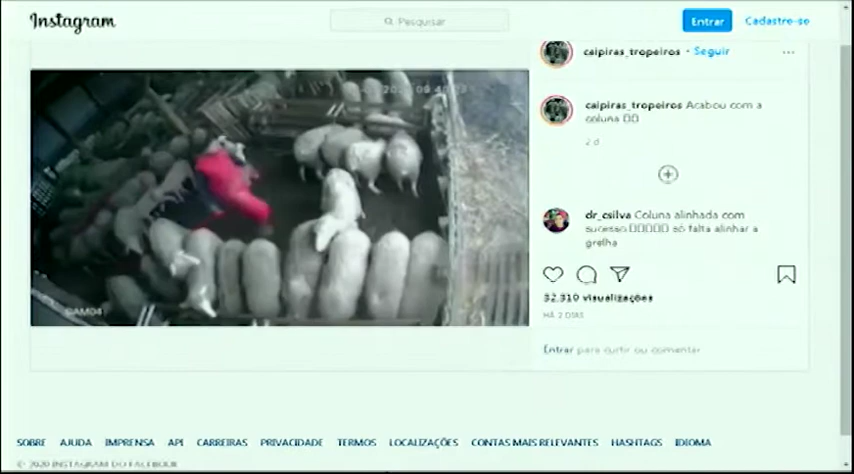 Instagram
Pesquisar
Entrar
Cadastre-se
caipiras_tropeiros • Seguir
caipiras_tropeiros Acabou com a
coluna
2 d
dr_csilva Coluna alinhada com
sucesso só falta alinhar a
grelha
32.310 visualizações
HÁ 2 DIAS
Entrar para curtir ou comentar
CAM04
SOBRE AJUDA IMPRENSA API CARREIRAS PRIVACIDADE TERMOS LOCALIZAÇÕES CONTAS MAIS RELEVANTES HASHTAGS IDIOMA
© 2020 INSTAGRAM DO FACEBOOK